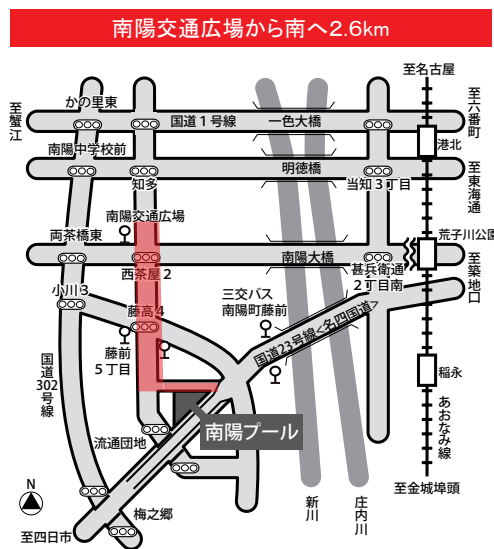 南陽交通広場から南へ2.6km
至名古屋
至蟹江
かの里東
国道1号線
一色大橋
至六番町
港北
南陽中学校前
明徳橋
知多
当知3丁目
至東海通
南陽交通広場
荒子川公園
両茶橋東
南陽大橋
西茶屋2
甚兵衛通
2丁目南
至築地口
小川3
三交バス
南陽町藤前
藤高4
国道23号線<名四国道>
藤前
5丁目
国道302号線
稲永
あおなみ線
南陽プール
流通団地
N
梅之郷
新川
庄内川
至金城埠頭
至四日市